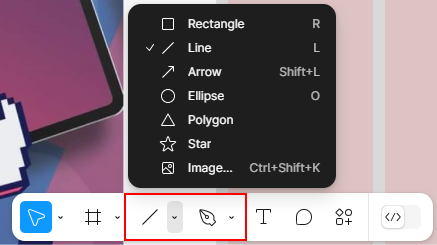 Rectangle R
Line L
Arrow Shift+L
Ellipse O
Polygon
Star
Image... Ctrl+Shift+K
T